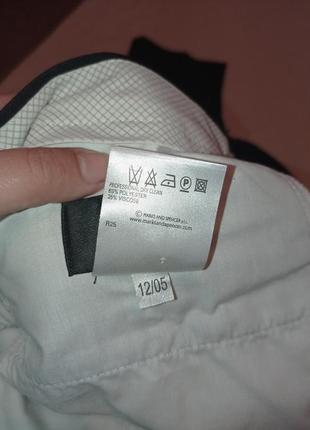 P
PROFESSIONAL DRY CLEAN
65% POLYESTER
35% VISCOSE
© MARKS AND SPENCER p.l.c.
www.marksandspencer.com
R25
12/05